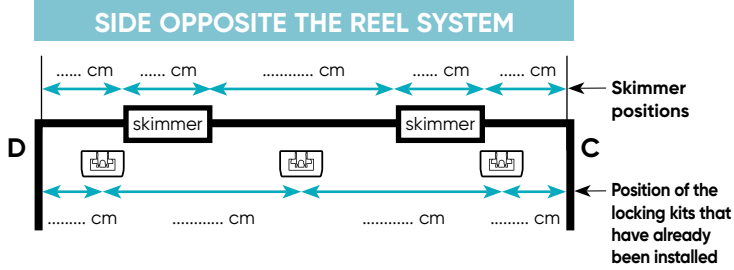 SIDE OPPOSITE THE REEL SYSTEM
...... cm ...... cm ............ cm ...... cm ...... cm
Skimmer
positions
skimmer skimmer
D C
Position of the
locking kits that
have already
been installed
......... cm ............ cm ............ cm ......... cm